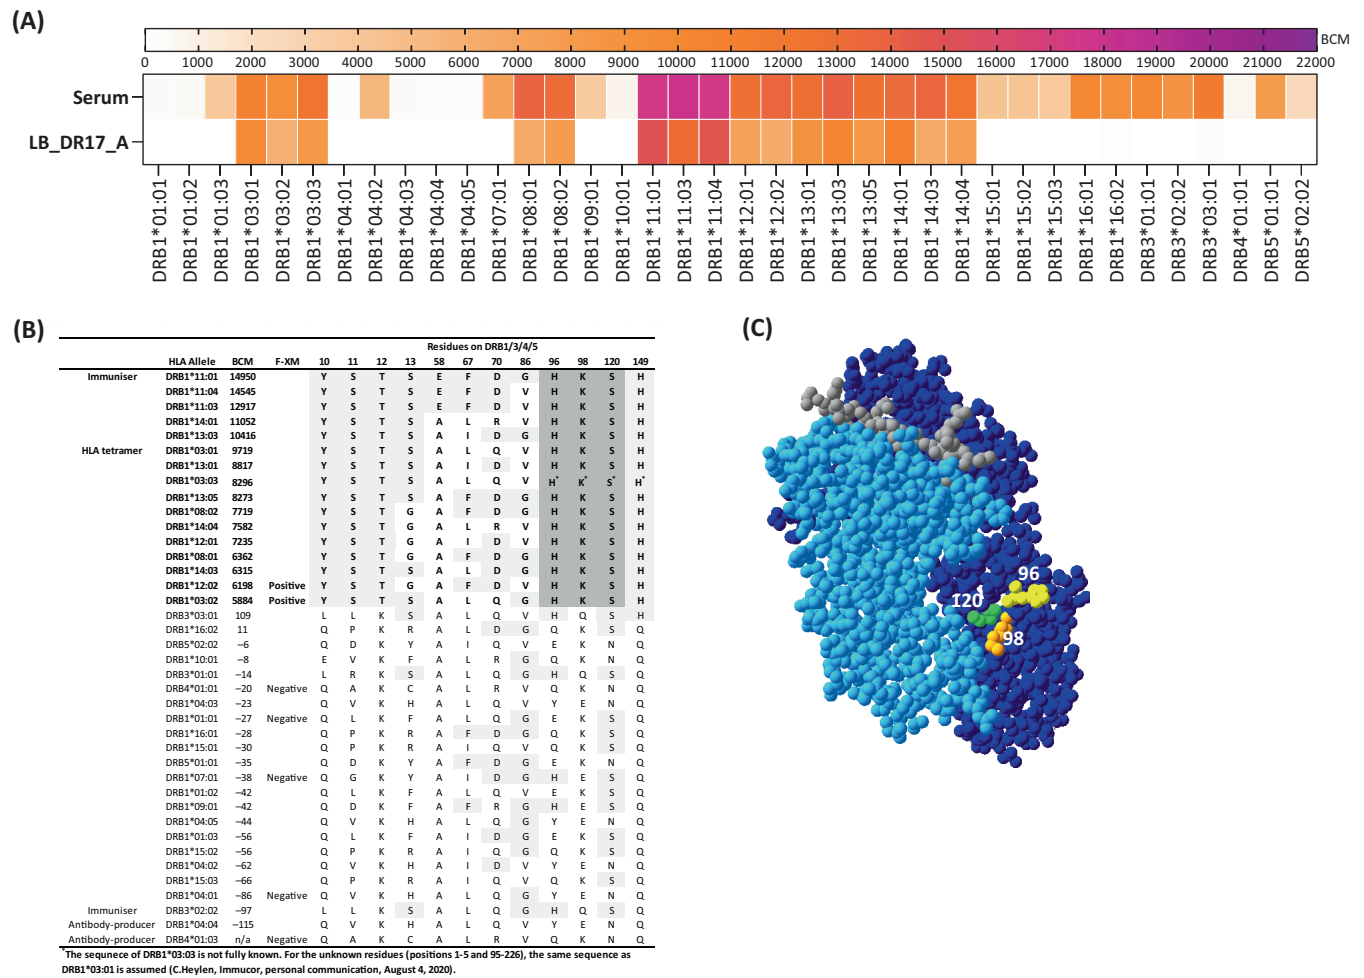 (A)
BCM
0 1000 2000 3000 4000 5000 6000 7000 8000 9000 10000 11000 12000 13000 14000 15000 16000 17000 18000 19000 20000 21000 22000
Serum
LB_DR17_A
DRB1*01:01
DRB1*01:02
DRB1*01:03
DRB1*03:01
DRB1*03:02
DRB1*03:03
DRB1*04:01
DRB1*04:02
DRB1*04:03
DRB1*04:04
DRB1*04:05
DRB1*07:01
DRB1*08:01
DRB1*08:02
DRB1*09:01
DRB1*10:01
DRB1*11:01
DRB1*11:03
DRB1*11:04
DRB1*12:01
DRB1*12:02
DRB1*13:01
DRB1*13:03
DRB1*13:05
DRB1*14:01
DRB1*14:03
DRB1*14:04
DRB1*15:01
DRB1*15:02
DRB1*15:03
DRB1*16:01
DRB1*16:02
DRB3*01:01
DRB3*02:02
DRB3*03:01
DRB4*01:01
DRB5*01:01
DRB5*02:02
(B)
Residues on DRB1/3/4/5
HLA Allele BCM F-XM 10 11 12 13 58 67 70 86 96 98 120 149
Immuniser DRB1*11:01 14950 Y S T S E F D G H K S H
DRB1*11:04 14545 Y S T S E F D V H K S H
DRB1*11:03 12917 Y S T S E F D V H K S H
DRB1*14:01 11052 Y S T S A L R V H K S H
DRB1*13:03 10416 Y S T S A I D G H K S H
HLA tetramer DRB1*03:01 9719 Y S T S A L Q V H K S H
DRB1*13:01 8817 Y S T S A I D V H K S H
DRB1*03:03 8296 Y S T S A L Q V H* K* S* H*
DRB1*13:05 8273 Y S T S A F D G H K S H
DRB1*08:02 7719 Y S T G A F D G H K S H
DRB1*14:04 7582 Y S T G A L R V H K S H
DRB1*12:01 7235 Y S T G A I D V H K S H
DRB1*08:01 6362 Y S T G A F D G H K S H
DRB1*14:03 6315 Y S T S A L D G H K S H
DRB1*12:02 6198 Positive Y S T G A F D V H K S H
DRB1*03:02 5884 Positive Y S T S A L Q G H K S H
DRB3*03:01 109 L L K S A L Q V H Q S H
DRB1*16:02 11 Q P K R A L D G Q K S Q
DRB5*02:02 −6 Q D K Y A I Q V E K N Q
DRB1*10:01 −8 E V K F A L R G Q K S Q
DRB3*01:01 −14 L R K S A L Q G H Q S Q
DRB4*01:01 −20 Negative Q A K C A L R V Q K N Q
DRB1*04:03 −23 Q V K H A L Q V Y E N Q
DRB1*01:01 −27 Negative Q L K F A L Q G E K S Q
DRB1*16:01 −28 Q P K R A F D G Q K S Q
DRB1*15:01 −30 Q P K R A I Q V Q K S Q
DRB5*01:01 −35 Q D K Y A F D G E K N Q
DRB1*07:01 −38 Negative Q G K Y A I D G H E S Q
DRB1*01:02 −42 Q L K F A L Q V E K S Q
DRB1*09:01 −42 Q D K F A F R G H E S Q
DRB1*04:05 −44 Q V K H A L Q G Y E N Q
DRB1*01:03 −56 Q L K F A I D G E K S Q
DRB1*15:02 −56 Q P K R A I Q G Q K S Q
DRB1*04:02 −62 Q V K H A I D V Y E N Q
DRB1*15:03 −66 Q P K R A I Q V Q K S Q
DRB1*04:01 −86 Negative Q V K H A L Q G Y E N Q
Immuniser DRB3*02:02 −97 L L K S A L Q G H Q S Q
Antibody-producer DRB1*04:04 −115 Q V K H A L Q V Y E N Q
Antibody-producer DRB4*01:03 n/a Negative Q A K C A L R V Q K N Q
*The sequnece of DRB1*03:03 is not fully known. For the unknown residues (positions 1-5 and 95-226), the same sequence as
DRB1*03:01 is assumed (C.Heylen, Immucor, personal communication, August 4, 2020).
(C)
96
120
98